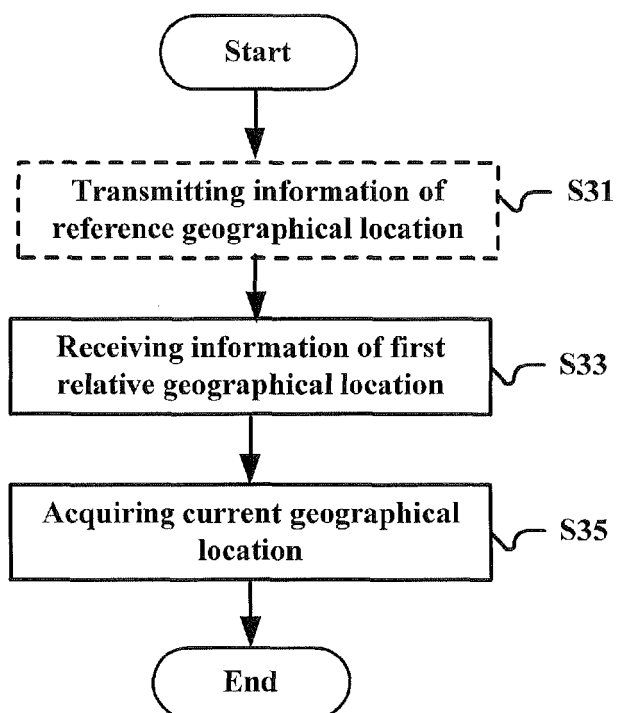 Start
Transmitting information of
reference geographical location
S31
Receiving information of first
relative geographical location
S33
Acquiring current geographical
location
S35
End